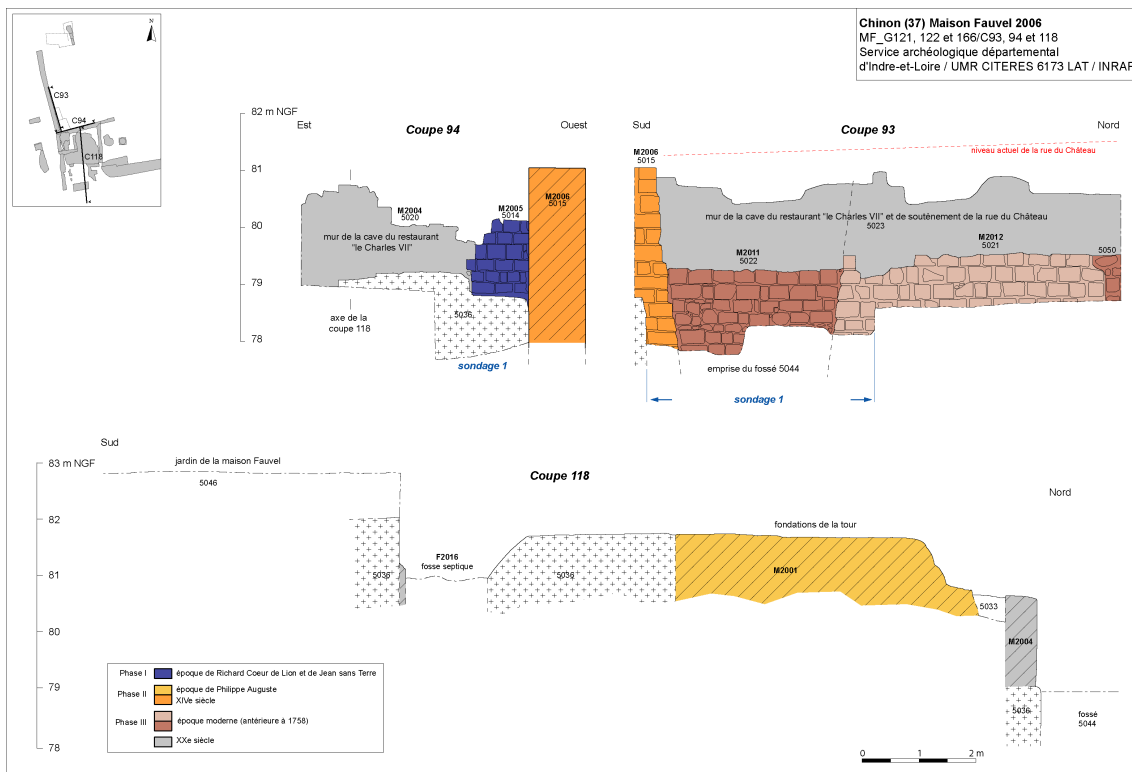 N
C93
C94
C118
Chinon (37) Maison Fauvel 2006
MF_G121, 122 et 166/C93, 94 et 118
Service archéologique départemental
d'Indre-et-Loire / UMR CITERES 6173 LAT / INRAP
82 m NGF
81
80
79
78
Est
Coupe 94
Ouest
M2004
5020
M2005
5014
M2006
5015
mur de la cave du restaurant
"le Charles VII"
5036
axe de la
coupe 118
sondage 1
Sud
Coupe 93
Nord
M2006
5015
niveau actuel de la rue du Château
mur de la cave du restaurant "le Charles VII" et de soutènement de la rue du Château
5023
M2011
5022
M2012
5021
5050
emprise du fossé 5044
sondage 1
Sud
83 m NGF
82
81
80
79
78
jardin de la maison Fauvel
5046
Coupe 118
Nord
fondations de la tour
F2016
fosse septique
5036
5036
M2001
5033
M2004
5036
fossé
5044
Phase I
époque de Richard Coeur de Lion et de Jean sans Terre
Phase II
époque de Philippe Auguste
XIVe siècle
Phase III
époque moderne (antérieure à 1758)
XXe siècle
0 1 2 m